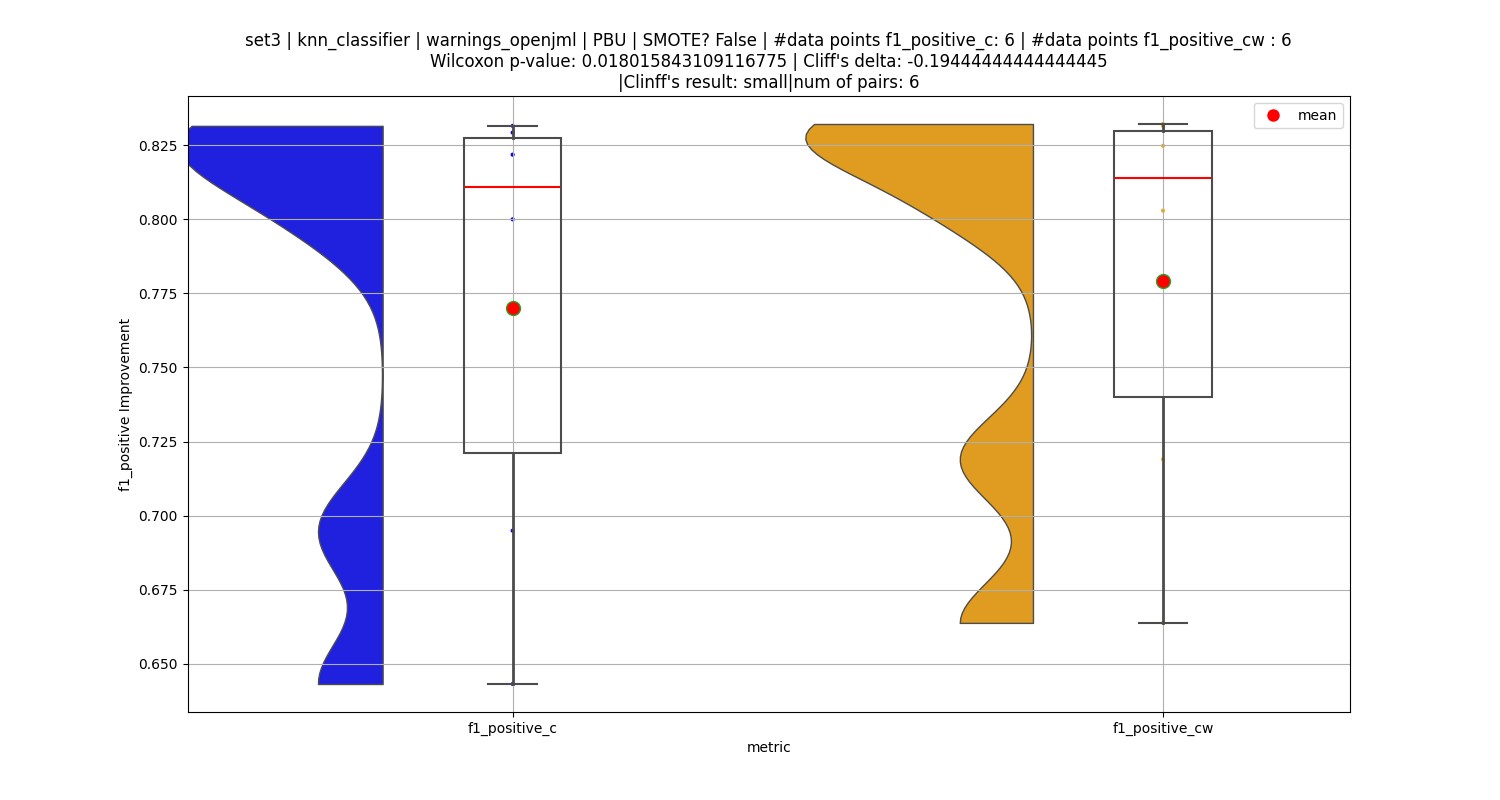 set3 | knn_classifier | warnings_openjml | PBU | SMOTE? False | #data points f1_positive_c: 6 | #data points f1_positive_cw : 6
Wilcoxon p-value: 0.018015843109116775 | Cliff's delta: -0.19444444444444445
|Clinff's result: small|num of pairs: 6
mean
0.825
0.800
0.775
0.750
0.725
0.700
0.675
0.650
f1_positive Improvement
f1_positive_c
f1_positive_cw
metric